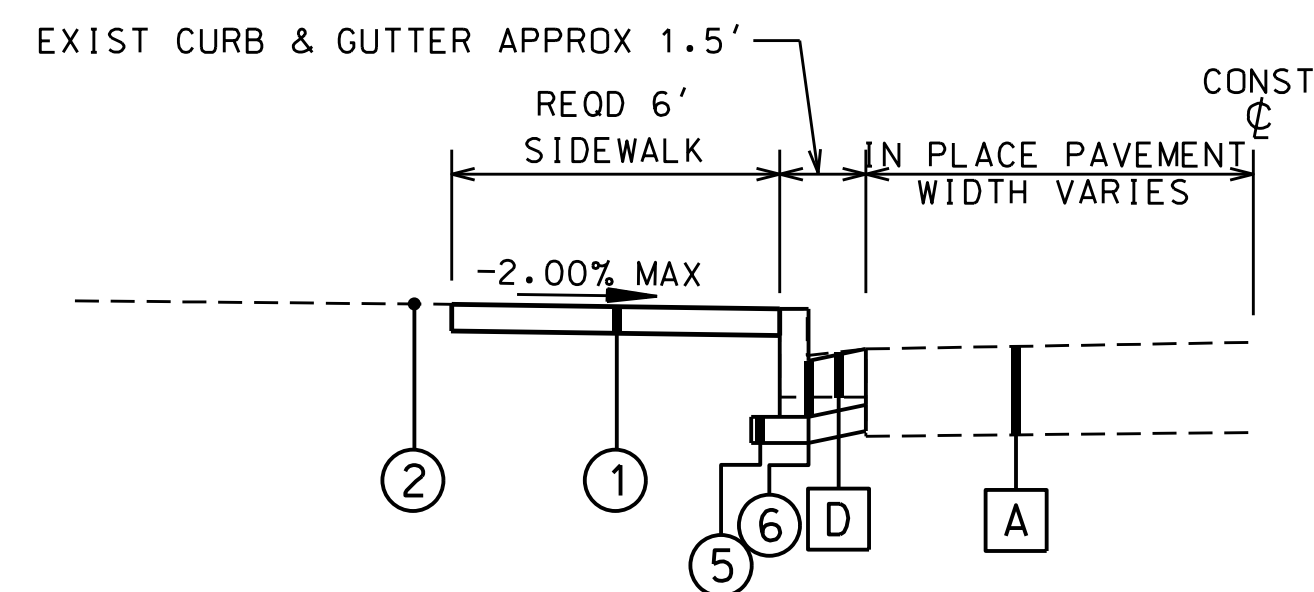 EXIST CURB & GUTTER APPROX 1.5'
CONST
℄
REQD 6'
SIDEWALK
IN PLACE PAVEMENT
WIDTH VARIES
-2.00% MAX
2
1
5
6
D
A